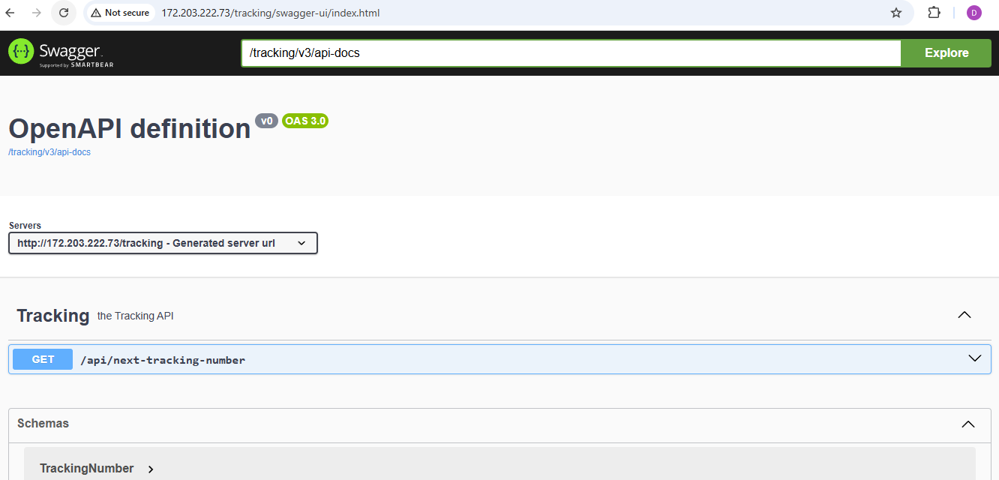 Not secure 172.203.222.73/tracking/swagger-ui/index.html D
{···} Swagger.
Supported by SMARTBEAR
/tracking/v3/api-docs Explore
OpenAPI definition v0 OAS 3.0
/tracking/v3/api-docs
Servers
http://172.203.222.73/tracking - Generated server url
Tracking the Tracking API
GET /api/next-tracking-number
Schemas
TrackingNumber